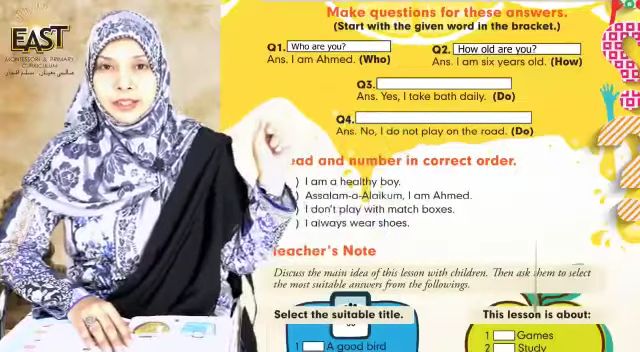 EAST
MONTESSORI & PRIMARY
CURRICULUM
Make questions for these answers.
(Start with the given word in the bracket.)
Q1. Who are you?
Ans. I am Ahmed. (Who)
Q2. How old are you?
Ans. I am six years old. (How)
Q3.
Ans. Yes, I take bath daily. (Do)
Q4.
Ans. No, I do not play on the road. (Do)
ead and number in correct order.
) I am a healthy boy.
) Assalam-a-Alaikum, I am Ahmed.
) I don't play with match boxes.
) I always wear shoes.
Teacher's Note
Discuss the main idea of this lesson with children. Then ask them to select
the most suitable answers from the followings.
Select the suitable title.
1 A good bird
This lesson is about:
1 Games
2 Study